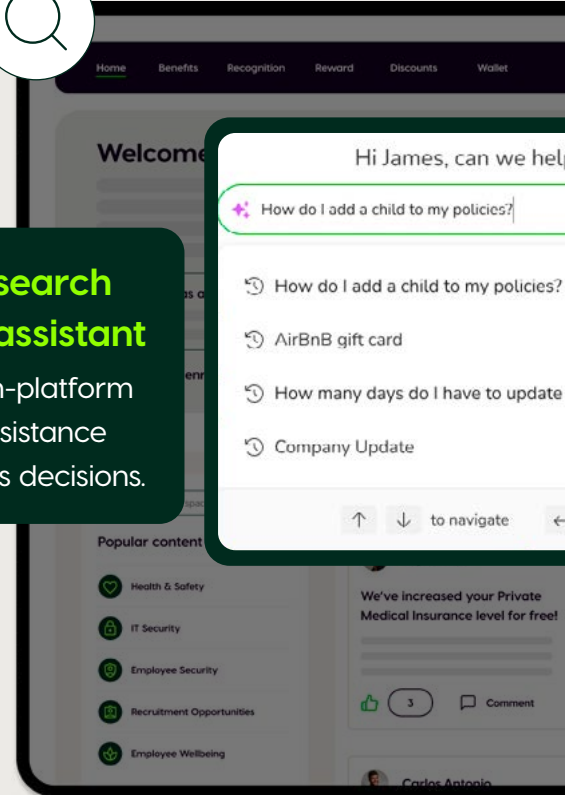 Home Benefits Recognition Reward Discounts Wallet
Welcome
Hi James, can we help
How do I add a child to my policies?
How do I add a child to my policies?
AirBnB gift card
How many days do I have to update
Company Update
to navigate
search
assistant
n-platform
sistance
s decisions.
Popular content
Health & Safety
IT Security
Employee Security
Recruitment Opportunities
Employee Wellbeing
We've increased your Private
Medical Insurance level for free!
3 Comment
Carlos Antonio